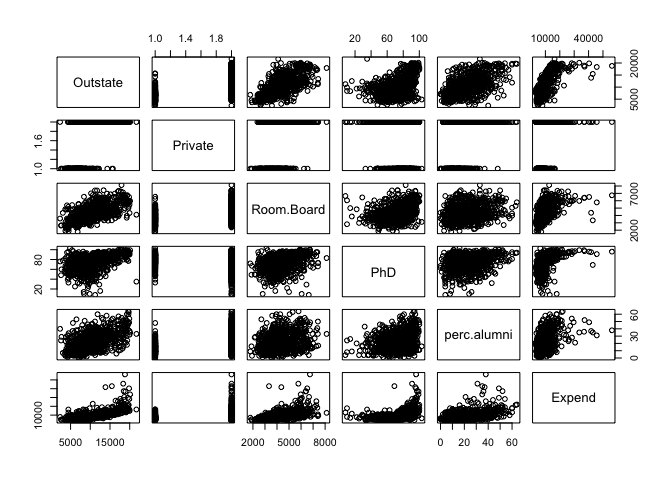 1.0 1.4 1.8
20 60 100
10000 40000
Outstate
5000 20000
1.0 1.6
Private
Room.Board
2000 7000
20 80
PhD
perc.alumni
0 30 60
10000
Expend
5000 15000
2000 5000 8000
0 20 40 60